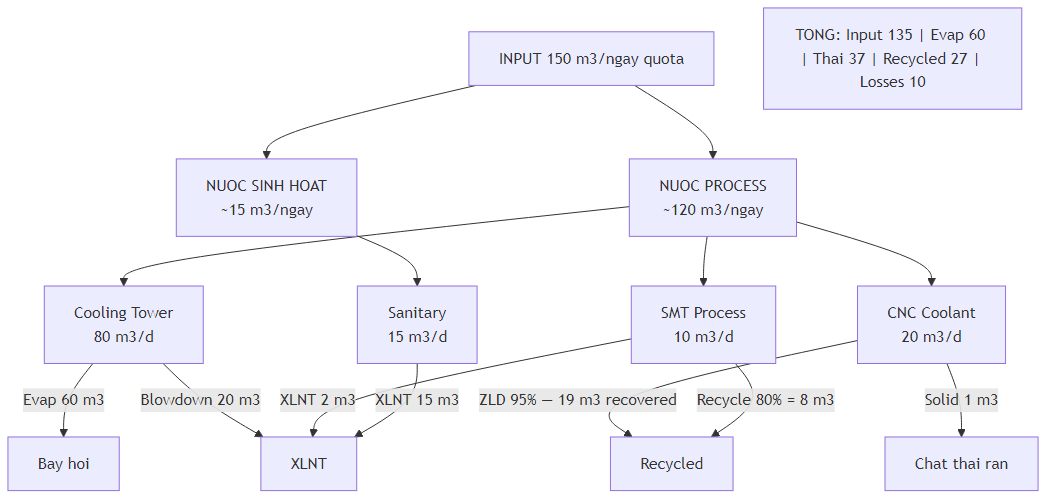 TONG: Input 135 | Evap 60
| Thai 37 | Recycled 27 |
Losses 10
INPUT 150 m3/ngay quota
NUOC SINH HOAT
~15 m3/ngay
NUOC PROCESS
~120 m3/ngay
Cooling Tower
80 m3/d
Sanitary
15 m3/d
SMT Process
10 m3/d
CNC Coolant
20 m3/d
Evap 60 m3
Blowdown 20 m3
XLNT 2 m3
XLNT 15 m3
ZLD 95% — 19 m3 recovered
Recycle 80% = 8 m3
Solid 1 m3
Bay hoi
XLNT
Recycled
Chat thai ran